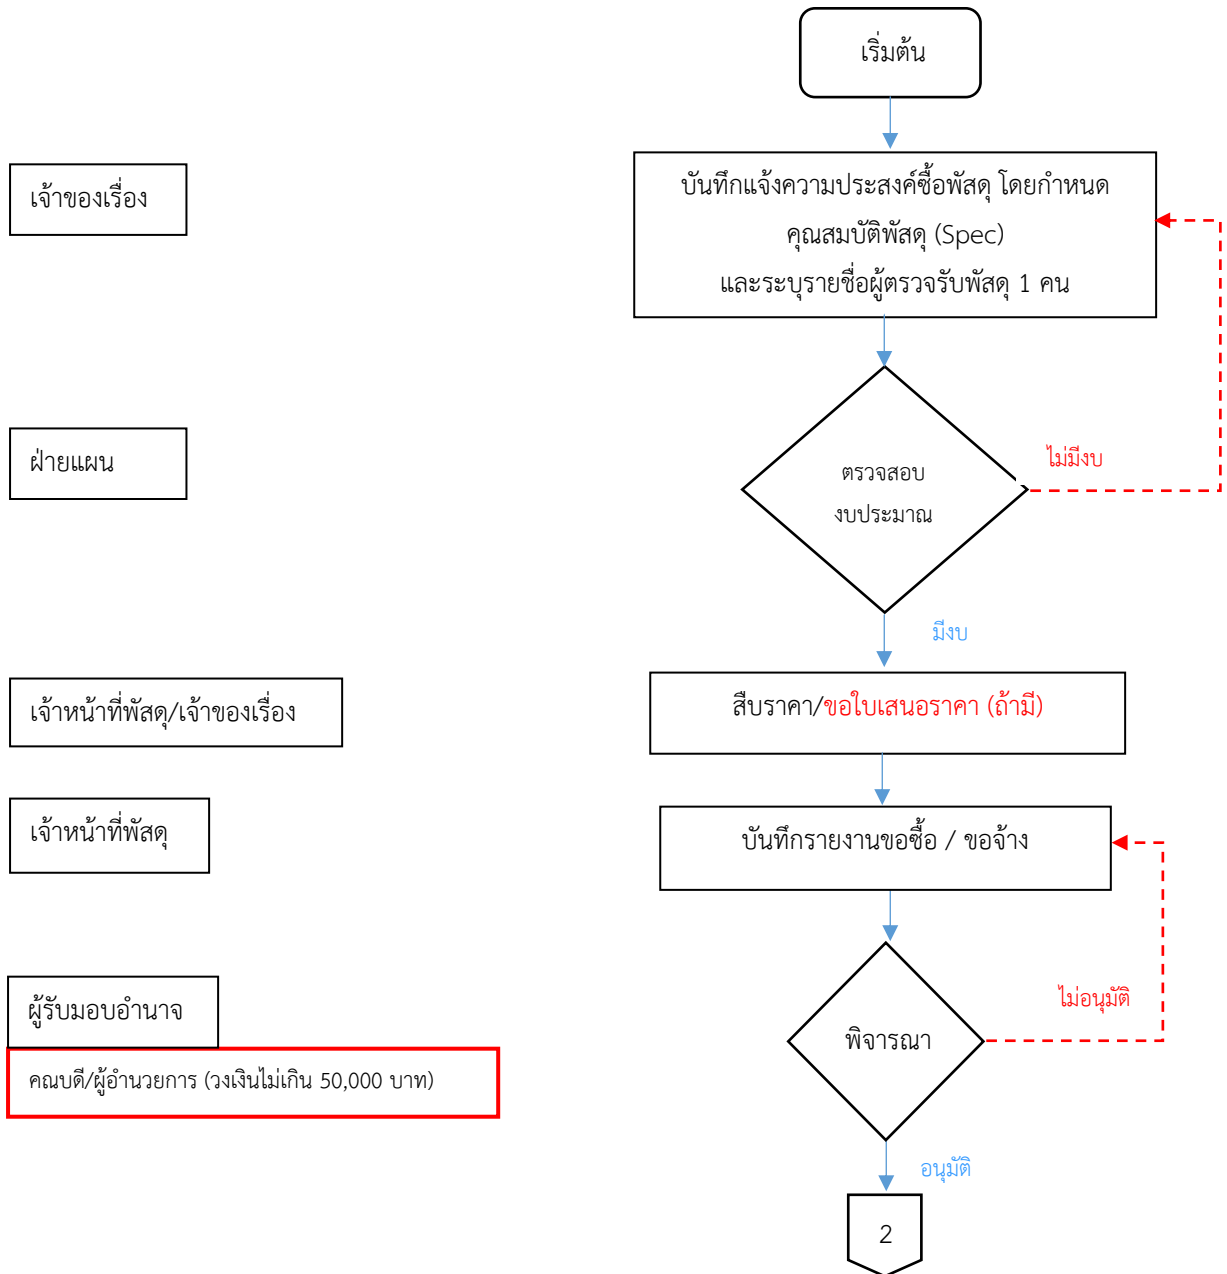 เริ่มต้น
เจ้าของเรื่อง
บันทึกแจ้งความประสงค์ซื้อพัสดุ โดยกำหนด
คุณสมบัติพัสดุ (Spec)
และระบุรายชื่อผู้ตรวจรับพัสดุ 1 คน
ฝ่ายแผน
ตรวจสอบ
งบประมาณ
ไม่มีงบ
มีงบ
เจ้าหน้าที่พัสดุ/เจ้าของเรื่อง
สืบราคา/ขอใบเสนอราคา (ถ้ามี)
เจ้าหน้าที่พัสดุ
บันทึกรายงานขอซื้อ / ขอจ้าง
ผู้รับมอบอำนาจ
คณบดี/ผู้อำนวยการ (วงเงินไม่เกิน 50,000 บาท)
พิจารณา
ไม่อนุมัติ
อนุมัติ
2